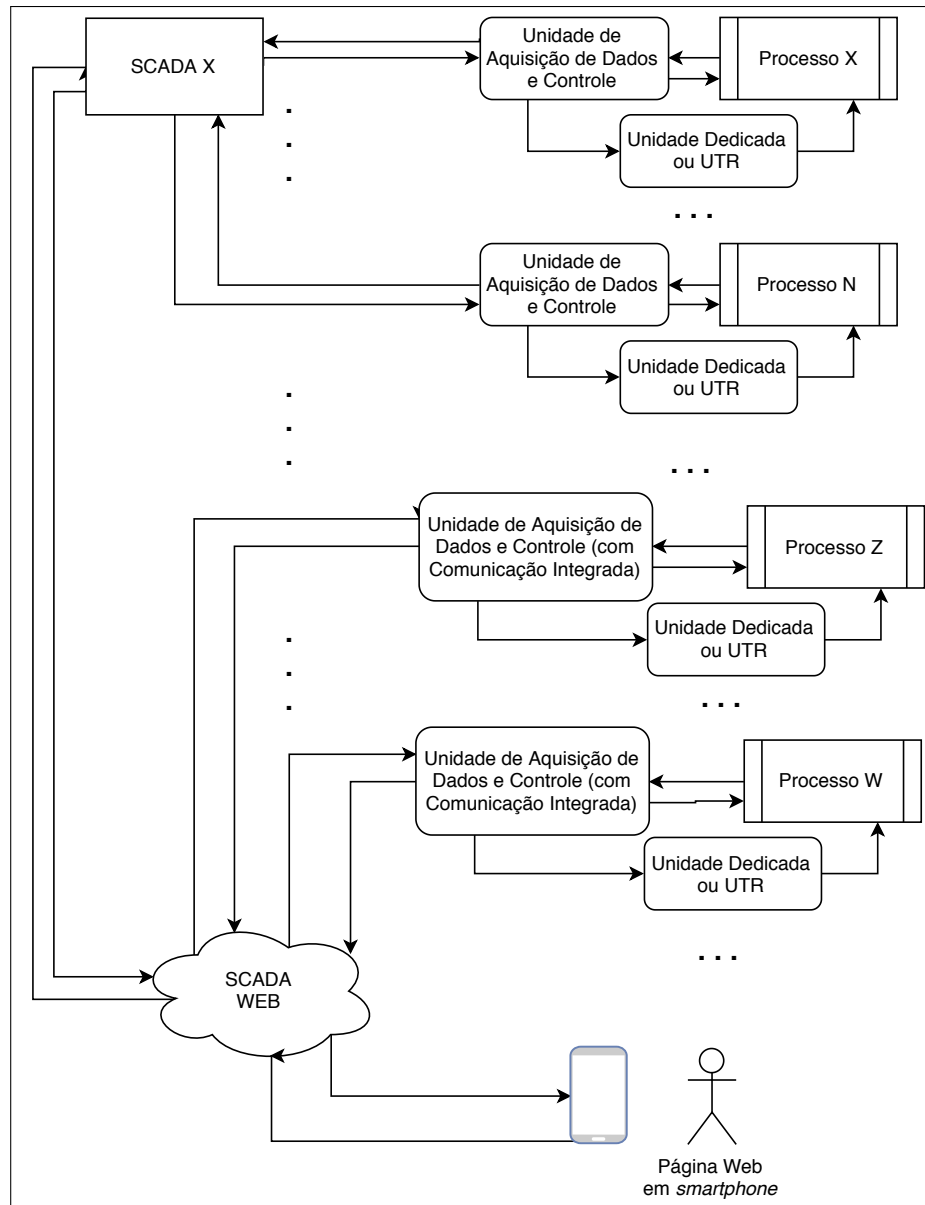 SCADA X
Unidade de
Aquisição de Dados
e Controle
Processo X
Unidade Dedicada
ou UTR
. . .
Unidade de
Aquisição de Dados
e Controle
Processo N
Unidade Dedicada
ou UTR
. . .
Unidade de Aquisição de
Dados e Controle (com
Comunicação Integrada)
Processo Z
Unidade Dedicada
ou UTR
. . .
Unidade de Aquisição de
Dados e Controle (com
Comunicação Integrada)
Processo W
Unidade Dedicada
ou UTR
. . .
SCADA
WEB
Página Web
em smartphone